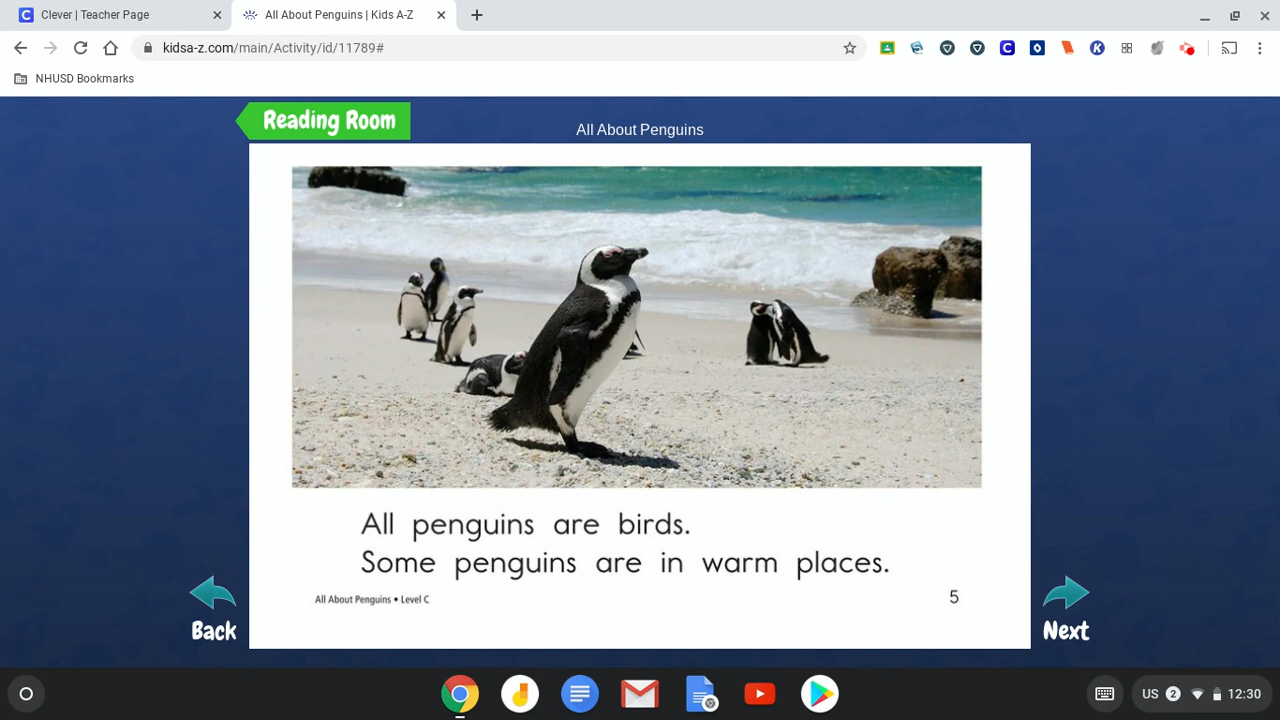 Clever | Teacher Page
All About Penguins | Kids A-Z
kidsa-z.com/main/Activity/id/11789#
NHUSD Bookmarks
Reading Room
All About Penguins
All penguins are birds.
Some penguins are in warm places.
All About Penguins • Level C
5
Back
Next
US 2 12:30